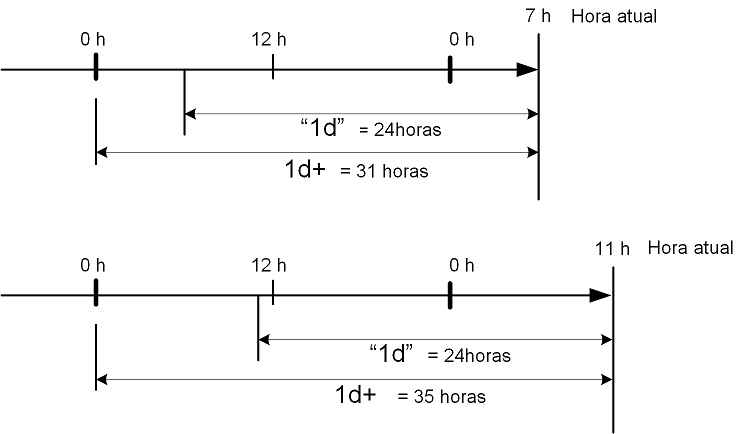 7 h Hora atual
0 h 12 h 0 h
“1d” = 24horas
1d+ = 31 horas
11 h Hora atual
0 h 12 h 0 h
“1d” = 24horas
1d+ = 35 horas